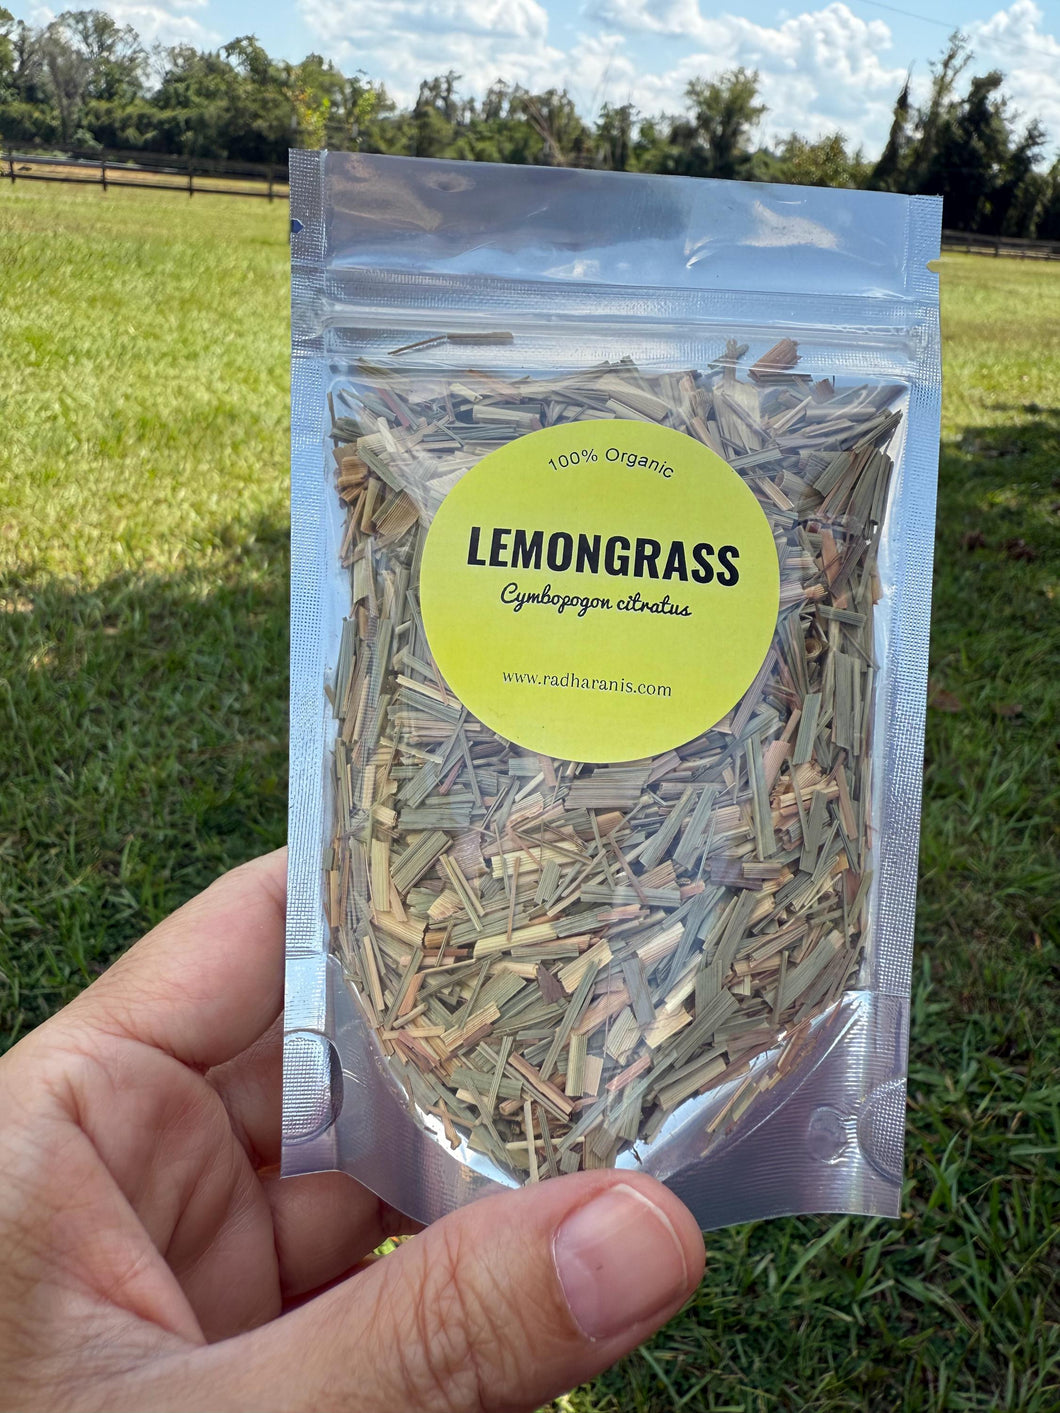 100% Organic
LEMONGRASS
Cymbopogon citratus
www.radharanis.com